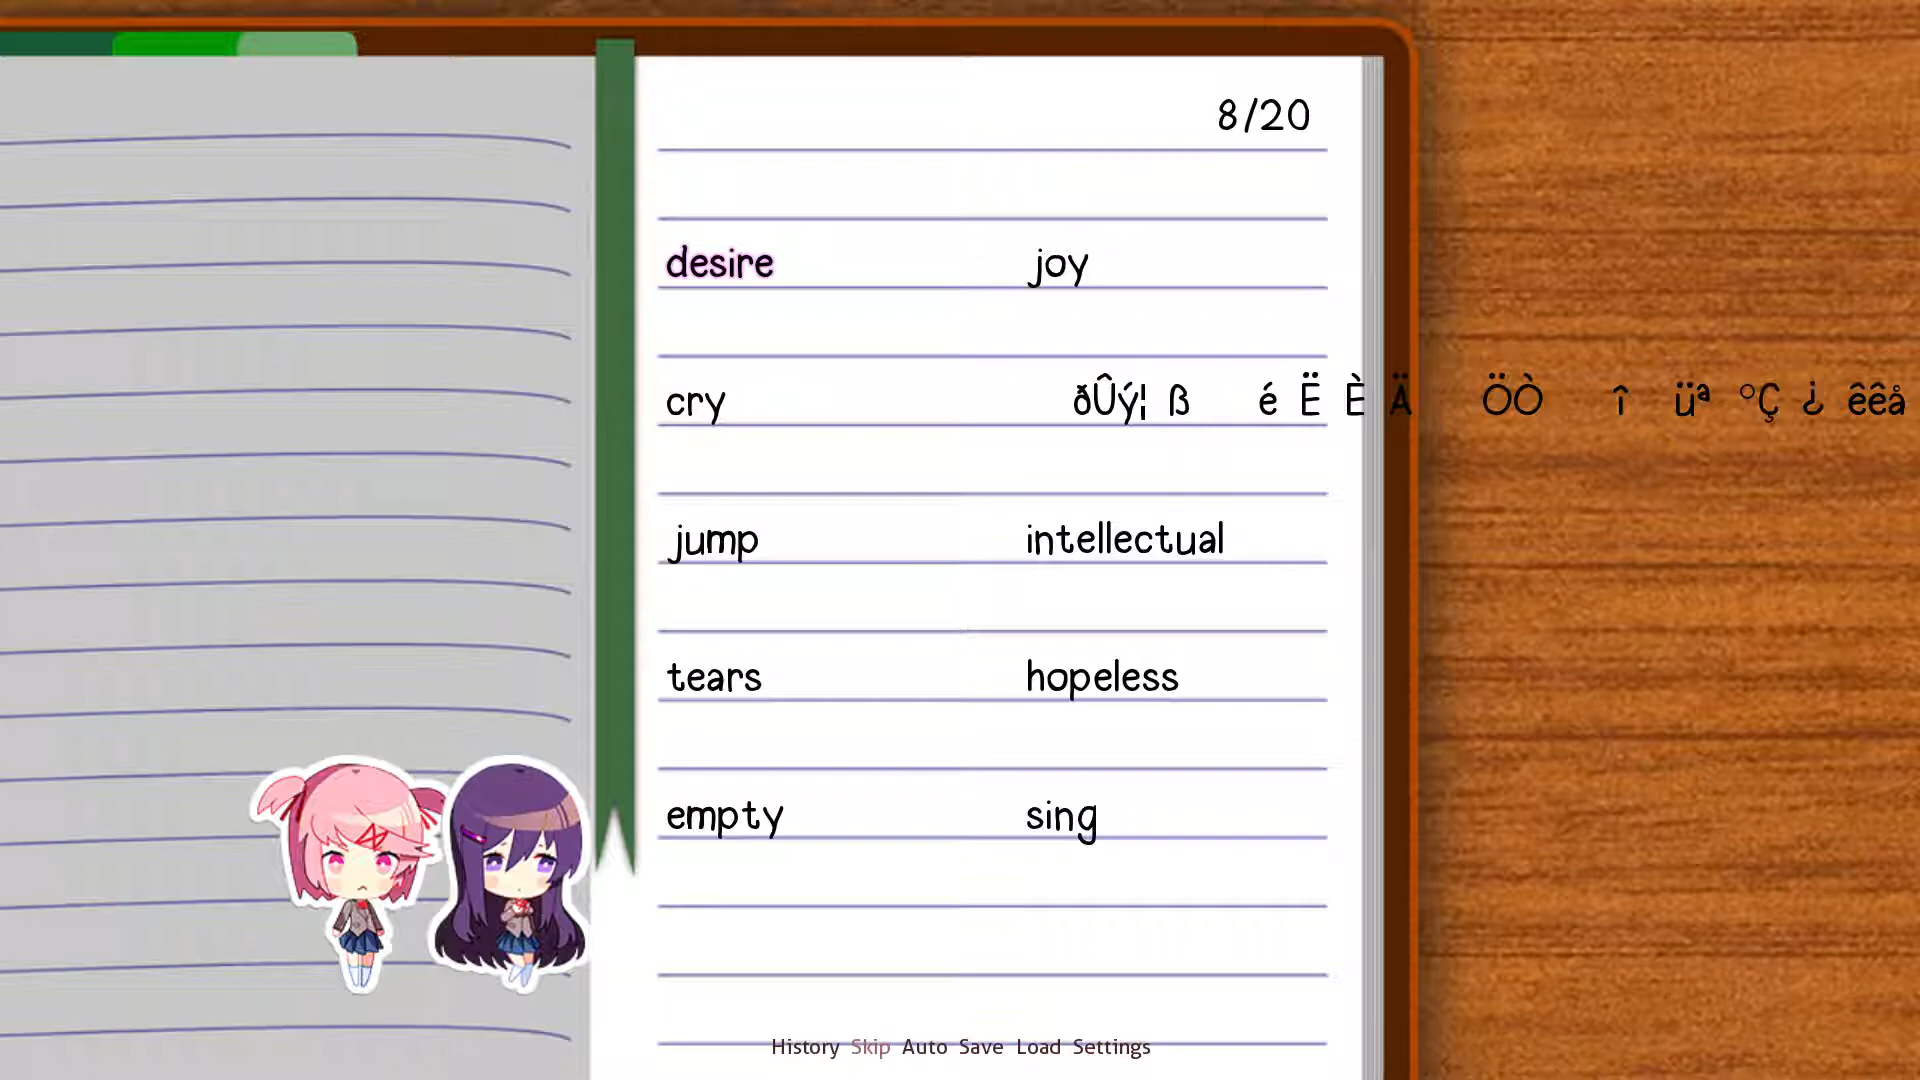 8/20
desire joy
cry ðÛý¦ ß é Ë È Ä ÖÒ î üª ºÇ ¿ êêå
jump intellectual
tears hopeless
empty sing
History Skip Auto Save Load Settings